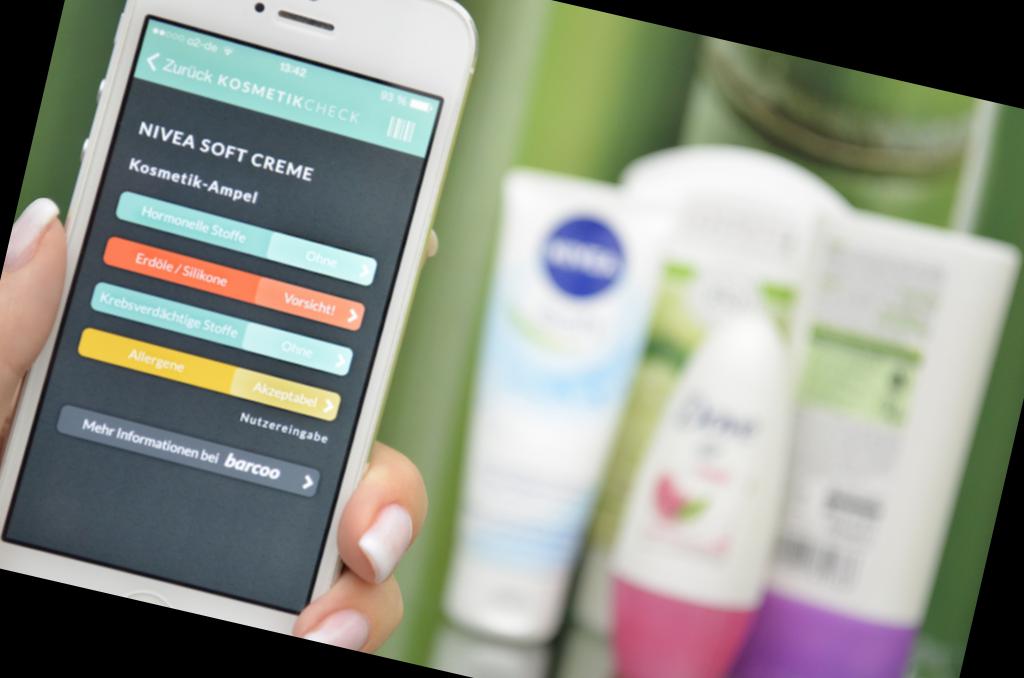 o2-de
13:42
93 %
Zurück KOSMETIKCHECK
NIVEA SOFT CREME
Kosmetik-Ampel
Hormonelle Stoffe Ohne
Erdöle / Silikone Vorsicht!
Krebsverdächtige Stoffe Ohne
Allergene Akzeptabel
Nutzereingabe
Mehr Informationen bei barcoo
NIVEA
Dove